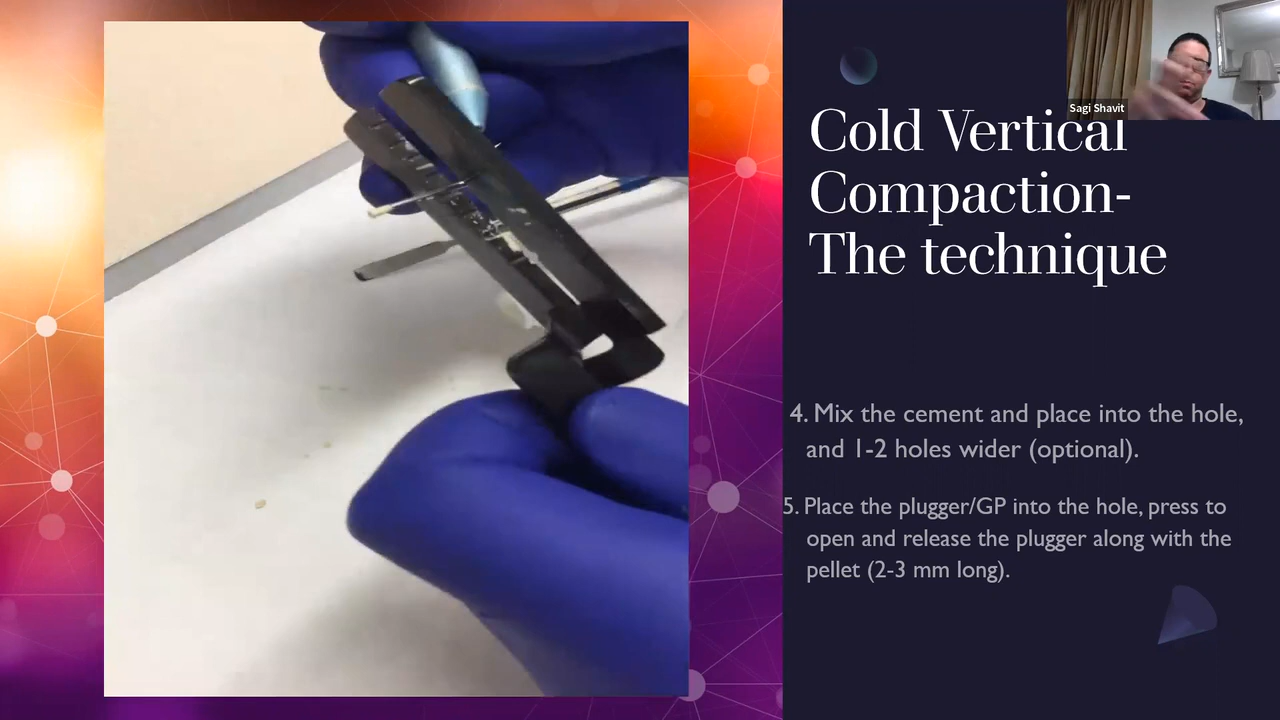 Sagi Shavit
Cold Vertical
Compaction-
The technique
4. Mix the cement and place into the hole,
and 1-2 holes wider (optional).
5. Place the plugger/GP into the hole, press to
open and release the plugger along with the
pellet (2-3 mm long).